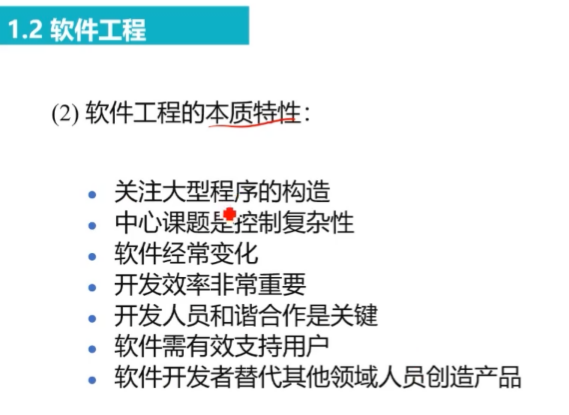 1.2 软件工程
(2) 软件工程的本质特性:
• 关注大型程序的构造
• 中心课题是控制复杂性
• 软件经常变化
• 开发效率非常重要
• 开发人员和谐合作是关键
• 软件需有效支持用户
• 软件开发者替代其他领域人员创造产品